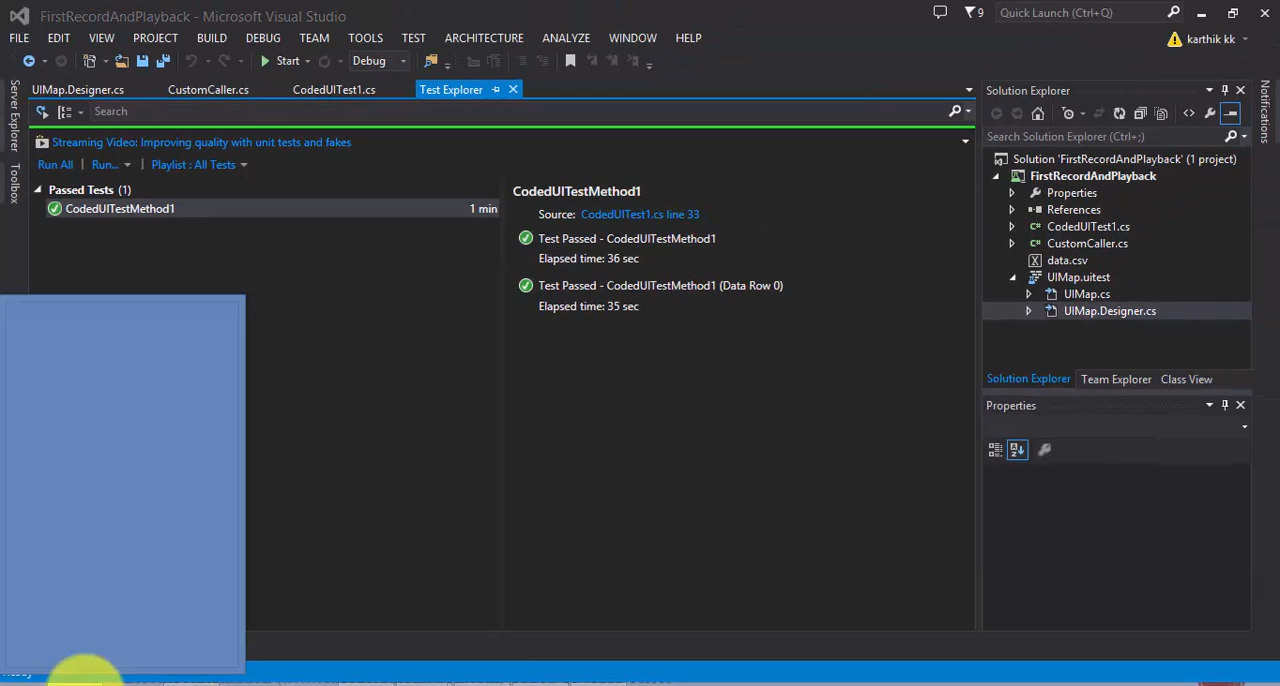 FirstRecordAndPlayback - Microsoft Visual Studio
9
Quick Launch (Ctrl+Q)
FILE EDIT VIEW PROJECT BUILD DEBUG TEAM TOOLS TEST ARCHITECTURE ANALYZE WINDOW HELP
karthik kk
Start
Debug
UIMap.Designer.cs CustomCaller.cs CodedUITest1.cs Test Explorer
Search
Streaming Video: Improving quality with unit tests and fakes
Run All | Run... | Playlist : All Tests
Passed Tests (1)
CodedUITestMethod1 1 min
CodedUITestMethod1
Source: CodedUITest1.cs line 33
Test Passed - CodedUITestMethod1
Elapsed time: 36 sec
Test Passed - CodedUITestMethod1 (Data Row 0)
Elapsed time: 35 sec
Server Explorer
Toolbox
Solution Explorer
Search Solution Explorer (Ctrl+;)
Solution 'FirstRecordAndPlayback' (1 project)
FirstRecordAndPlayback
Properties
References
C# CodedUITest1.cs
C# CustomCaller.cs
data.csv
UIMap.uitest
UIMap.cs
UIMap.Designer.cs
Solution Explorer Team Explorer Class View
Properties
Notifications